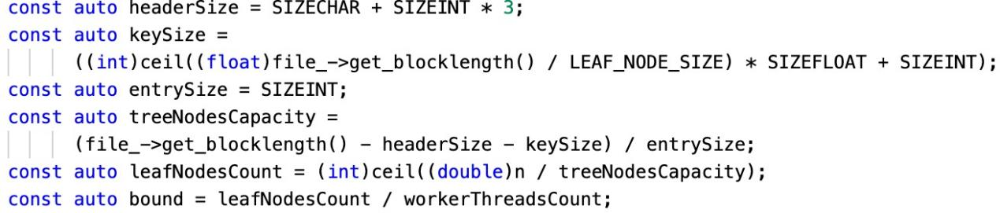 const auto headerSize = SIZECHAR + SIZEINT * 3;
const auto keySize =
((int)ceil((float)file_->get_blocklength() / LEAF_NODE_SIZE) * SIZEFLOAT + SIZEINT);
const auto entrySize = SIZEINT;
const auto treeNodesCapacity =
(file_->get_blocklength() - headerSize - keySize) / entrySize;
const auto leafNodesCount = (int)ceil((double)n / treeNodesCapacity);
const auto bound = leafNodesCount / workerThreadsCount;